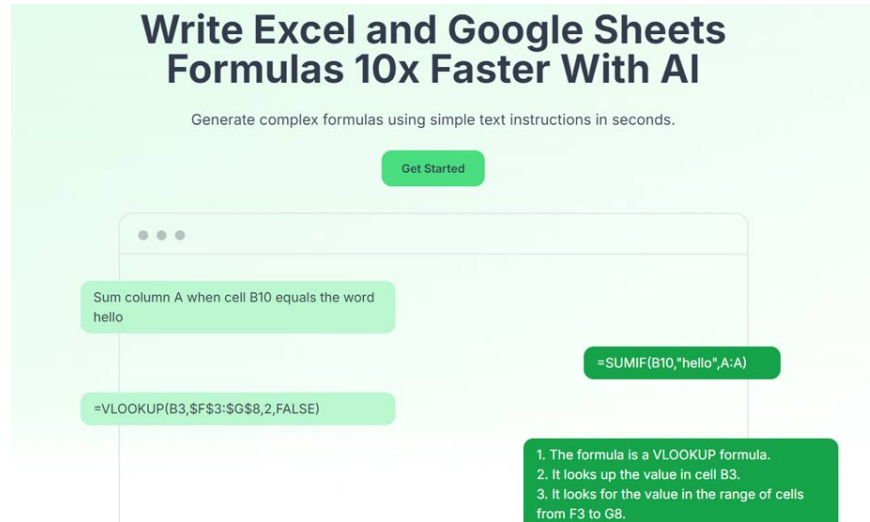 Write Excel and Google Sheets
Formulas 10x Faster With AI
Generate complex formulas using simple text instructions in seconds.
Get Started
Sum column A when cell B10 equals the word
hello
=SUMIF(B10,"hello",A:A)
=VLOOKUP(B3,$F$3:$G$8,2,FALSE)
1. The formula is a VLOOKUP formula.
2. It looks up the value in cell B3.
3. It looks for the value in the range of cells
from F3 to G8.